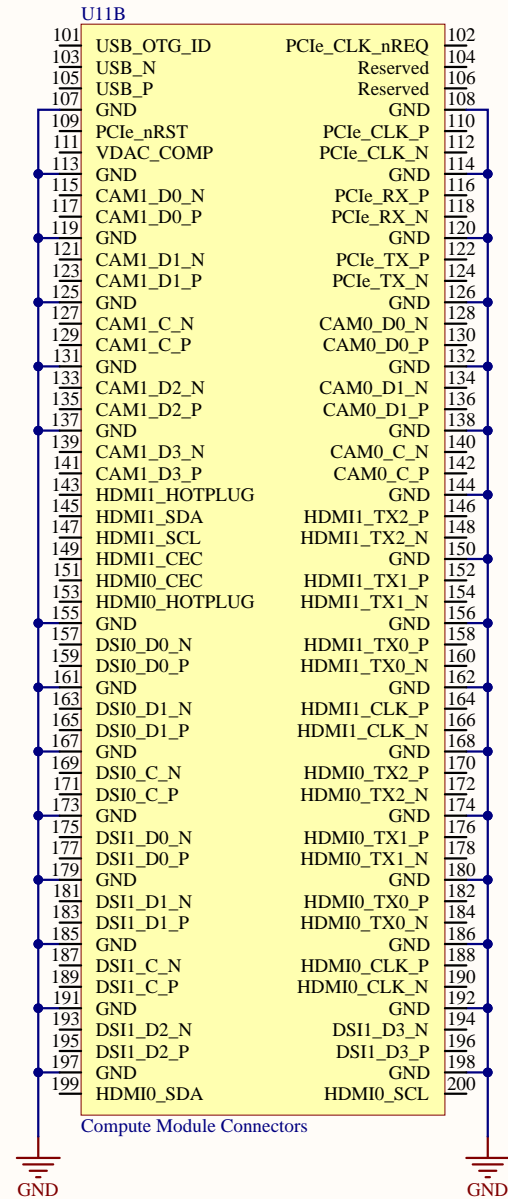 U11B
101 USB_OTG_ID PCIe_CLK_nREQ 102
103 USB_N Reserved 104
105 USB_P Reserved 106
107 GND GND 108
109 PCIe_nRST PCIe_CLK_P 110
111 VDAC_COMP PCIe_CLK_N 112
113 GND GND 114
115 CAM1_D0_N PCIe_RX_P 116
117 CAM1_D0_P PCIe_RX_N 118
119 GND GND 120
121 CAM1_D1_N PCIe_TX_P 122
123 CAM1_D1_P PCIe_TX_N 124
125 GND GND 126
127 CAM1_C_N CAM0_D0_N 128
129 CAM1_C_P CAM0_D0_P 130
131 GND GND 132
133 CAM1_D2_N CAM0_D1_N 134
135 CAM1_D2_P CAM0_D1_P 136
137 GND GND 138
139 CAM1_D3_N CAM0_C_N 140
141 CAM1_D3_P CAM0_C_P 142
143 HDMI1_HOTPLUG GND 144
145 HDMI1_SDA HDMI1_TX2_P 146
147 HDMI1_SCL HDMI1_TX2_N 148
149 HDMI1_CEC GND 150
151 HDMI0_CEC HDMI1_TX1_P 152
153 HDMI0_HOTPLUG HDMI1_TX1_N 154
155 GND GND 156
157 DSI0_D0_N HDMI1_TX0_P 158
159 DSI0_D0_P HDMI1_TX0_N 160
161 GND GND 162
163 DSI0_D1_N HDMI1_CLK_P 164
165 DSI0_D1_P HDMI1_CLK_N 166
167 GND GND 168
169 DSI0_C_N HDMI0_TX2_P 170
171 DSI0_C_P HDMI0_TX2_N 172
173 GND GND 174
175 DSI1_D0_N HDMI0_TX1_P 176
177 DSI1_D0_P HDMI0_TX1_N 178
179 GND GND 180
181 DSI1_D1_N HDMI0_TX0_P 182
183 DSI1_D1_P HDMI0_TX0_N 184
185 GND GND 186
187 DSI1_C_N HDMI0_CLK_P 188
189 DSI1_C_P HDMI0_CLK_N 190
191 GND GND 192
193 DSI1_D2_N DSI1_D3_N 194
195 DSI1_D2_P DSI1_D3_P 196
197 GND GND 198
199 HDMI0_SDA HDMI0_SCL 200
Compute Module Connectors
GND GND